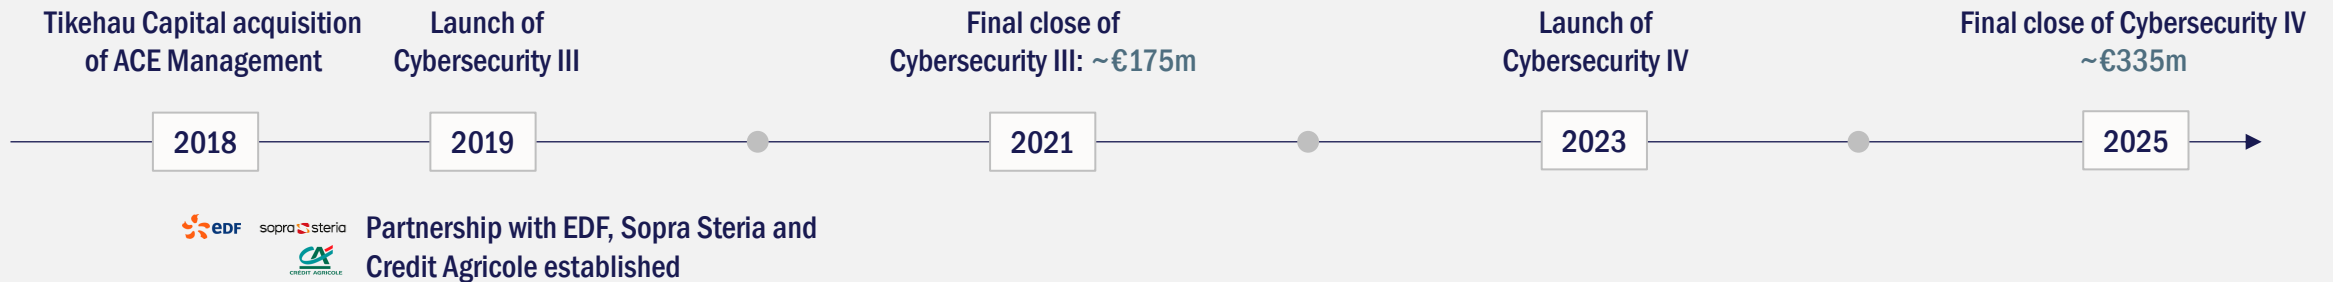 Tikehau Capital acquisition
of ACE Management
Launch of
Cybersecurity III
Final close of
Cybersecurity III: ~€175m
Launch of
Cybersecurity IV
Final close of Cybersecurity IV
~€335m
2018
2019
2021
2023
2025
eDF
sopra steria
CRÉDIT AGRICOLE
Partnership with EDF, Sopra Steria and
Credit Agricole established